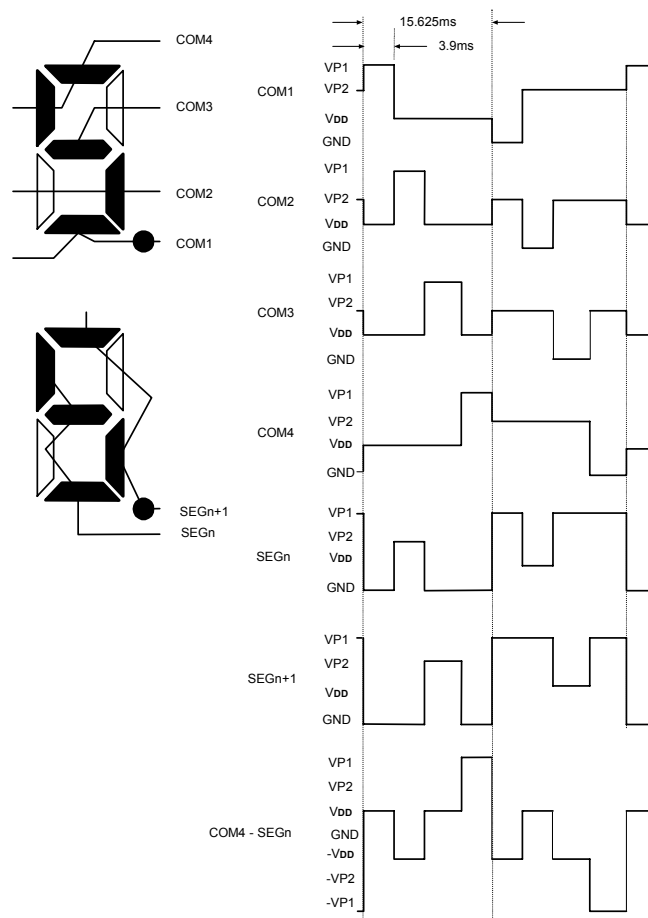 15.625ms
3.9ms
COM4
COM3
COM2
COM1
SEGn+1
SEGn
COM1
VP1
VP2
VDD
GND
COM2
VP1
VP2
VDD
GND
COM3
VP1
VP2
VDD
GND
COM4
VP1
VP2
VDD
GND
SEGn
VP1
VP2
VDD
GND
SEGn+1
VP1
VP2
VDD
GND
COM4 - SEGn
VP1
VP2
VDD
GND
-VDD
-VP2
-VP1